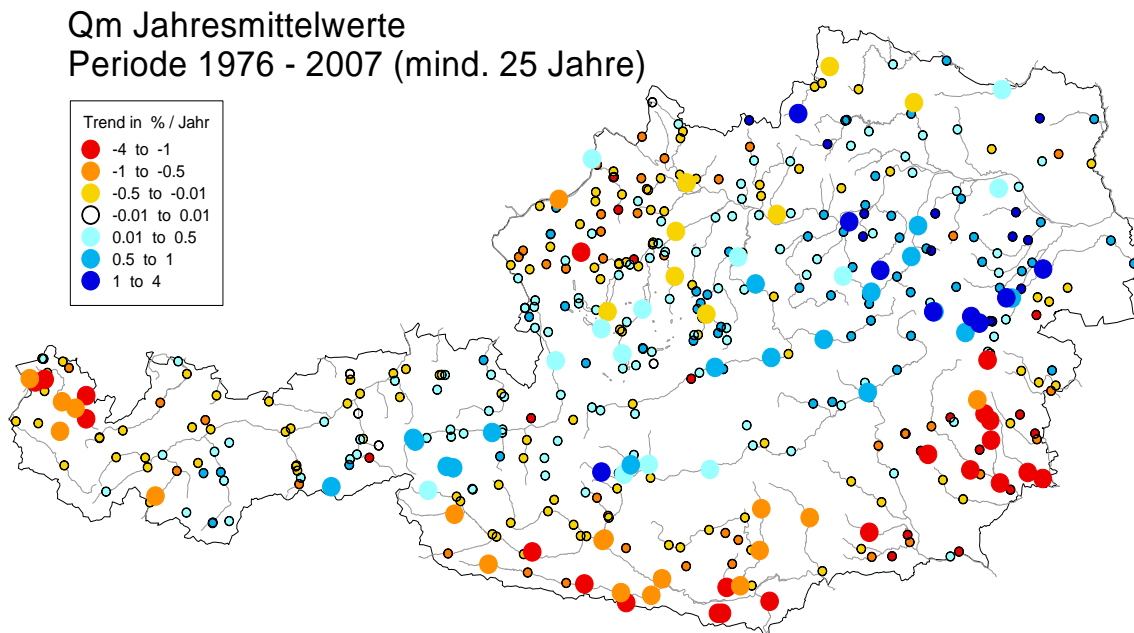 Qm Jahresmittelwerte
Periode 1976 - 2007 (mind. 25 Jahre)
Trend in % / Jahr
-4 to -1
-1 to -0.5
-0.5 to -0.01
-0.01 to 0.01
0.01 to 0.5
0.5 to 1
1 to 4